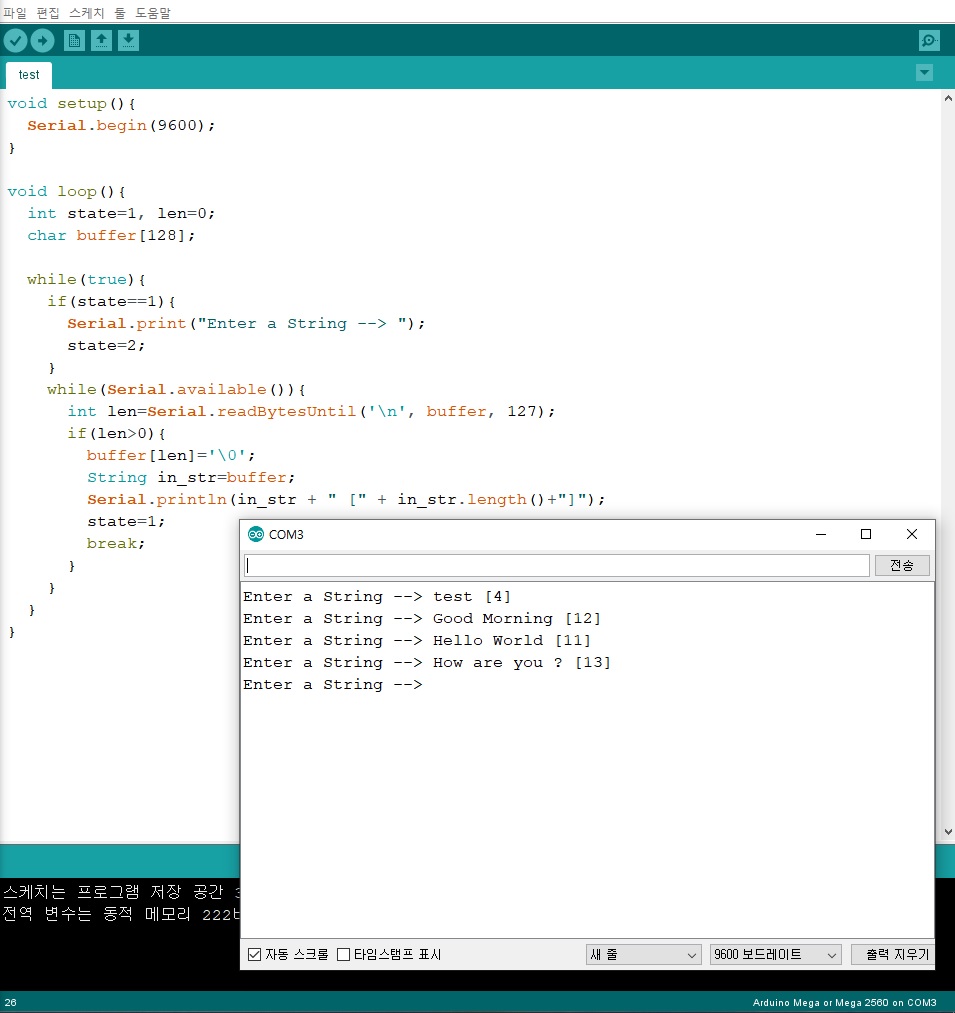 파일 편집 스케치 툴 도움말
test
void setup(){
  Serial.begin(9600);
}
void loop(){
  int state=1, len=0;
  char buffer[128];
  while(true){
    if(state==1){
      Serial.print("Enter a String --> ");
      state=2;
    }
    while(Serial.available()){
      int len=Serial.readBytesUntil('\n', buffer, 127);
      if(len>0){
        buffer[len]='\0';
        String in_str=buffer;
        Serial.println(in_str + " [" + in_str.length()+"]");
        state=1;
        break;
      }
    }
  }
}
COM3
전송
Enter a String --> test [4]
Enter a String --> Good Morning [12]
Enter a String --> Hello World [11]
Enter a String --> How are you ? [13]
Enter a String -->
자동 스크롤 타임스탬프 표시 새 줄 9600 보드레이트 출력 지우기
스케치는 프로그램 저장 공간
전역 변수는 동적 메모리 222
26 Arduino Mega or Mega 2560 on COM3